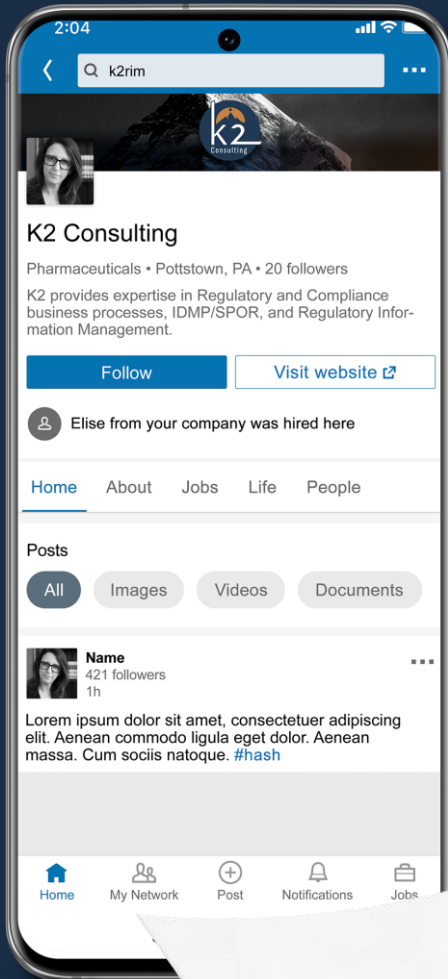 2:04
k2rim
k2
Consulting
K2 Consulting
Pharmaceuticals • Pottstown, PA • 20 followers
K2 provides expertise in Regulatory and Compliance
business processes, IDMP/SPOR, and Regulatory Infor-
mation Management.
Follow
Visit website
Elise from your company was hired here
Home About Jobs Life People
Posts
All Images Videos Documents
Name
421 followers
1h
Lorem ipsum dolor sit amet, consectetuer adipiscing
elit. Aenean commodo ligula eget dolor. Aenean
massa. Cum sociis natoque. #hash
Home My Network Post Notifications Jobs